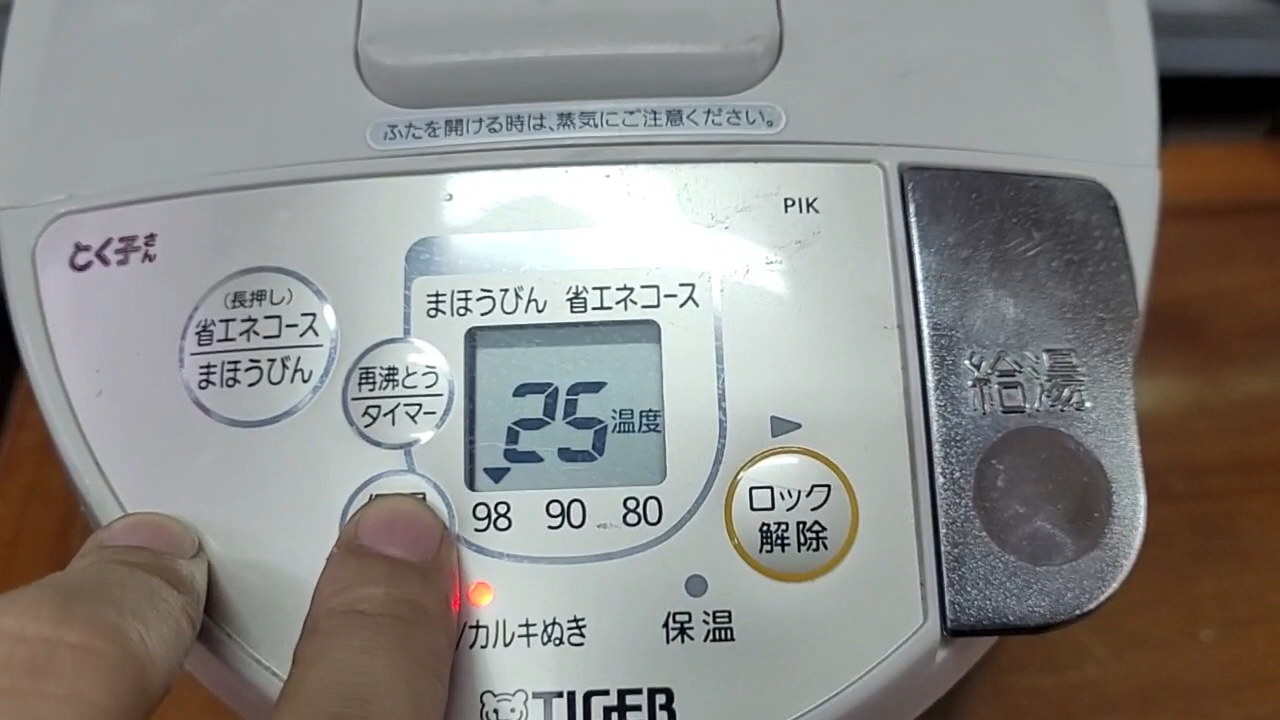 ふたを開ける時は、蒸気にご注意ください。
PIK
とく子さん
(長押し)
省エネコース
まほうびん
まほうびん 省エネコース
再沸とう
タイマー
25 温度
98 90 80
ロック
解除
給湯
/カルキぬき
保温
TIGER